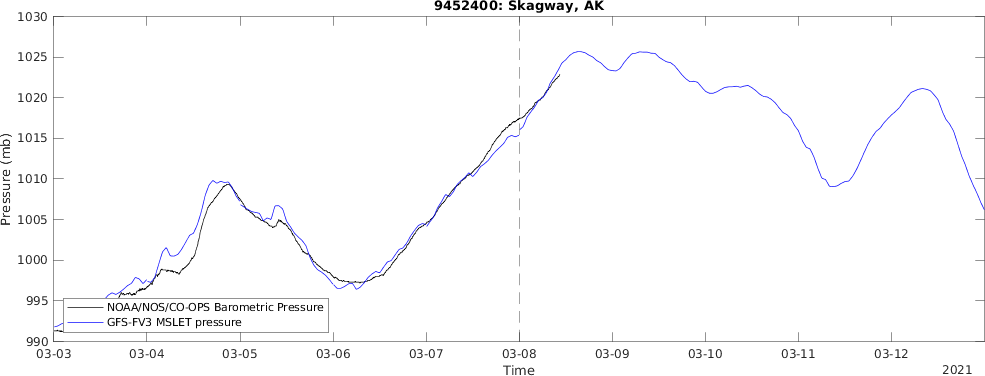 9452400: Skagway, AK
1030
1025
1020
1015
1010
1005
1000
995
990
Pressure (mb)
NOAA/NOS/CO-OPS Barometric Pressure
GFS-FV3 MSLET pressure
03-03 03-04 03-05 03-06 03-07 03-08 03-09 03-10 03-11 03-12
Time
2021